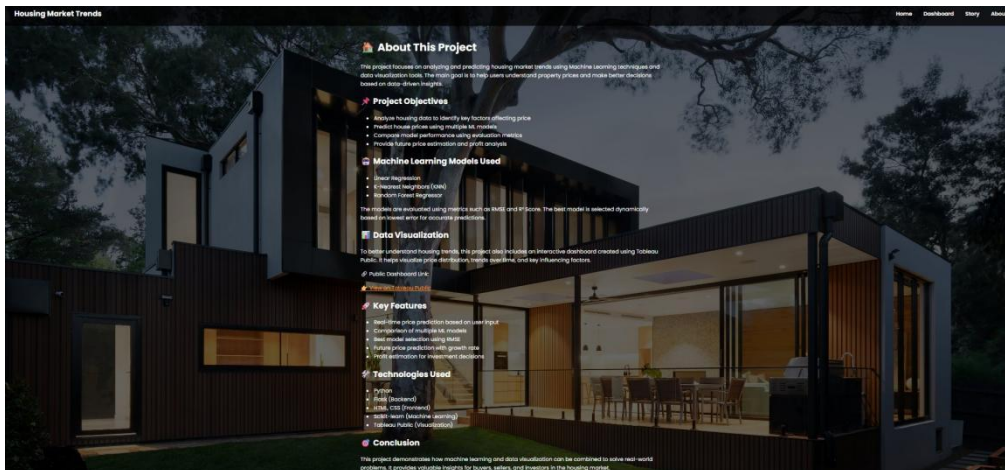 Housing Market Trends
Home Dashboard Story About
About This Project
This project focuses on analyzing and predicting housing market trends using Machine Learning techniques and
data visualization tools. The main goal is to help users understand property prices and make better decisions
based on data-driven insights.
Project Objectives
Analyze housing data to identify key factors affecting price
Predict house prices using multiple ML models
Compare model performance using evaluation metrics
Provide future price estimation and profit analysis
Machine Learning Models Used
Linear Regression
K-Nearest Neighbors (KNN)
Random Forest Regressor
The models are evaluated using metrics such as RMSE and R² Score. The best model is selected dynamically
based on lowest error for accurate predictions.
Data Visualization
To better understand housing trends, this project also includes an interactive dashboard created using Tableau
Public. It helps visualize price distribution, trends over time, and key influencing factors.
Public Dashboard Link:
View on Tableau Public
Key Features
Real-time price prediction based on user input
Comparison of multiple ML models
Best model selection using RMSE
Future price prediction with growth rate
Profit estimation for investment decisions
Technologies Used
Python
Flask (Backend)
HTML, CSS (Frontend)
Scikit-learn (Machine Learning)
Tableau Public (Visualization)
Conclusion
This project demonstrates how machine learning and data visualization can be combined to solve real-world
problems. It provides valuable insights for buyers, sellers, and investors in the housing market.